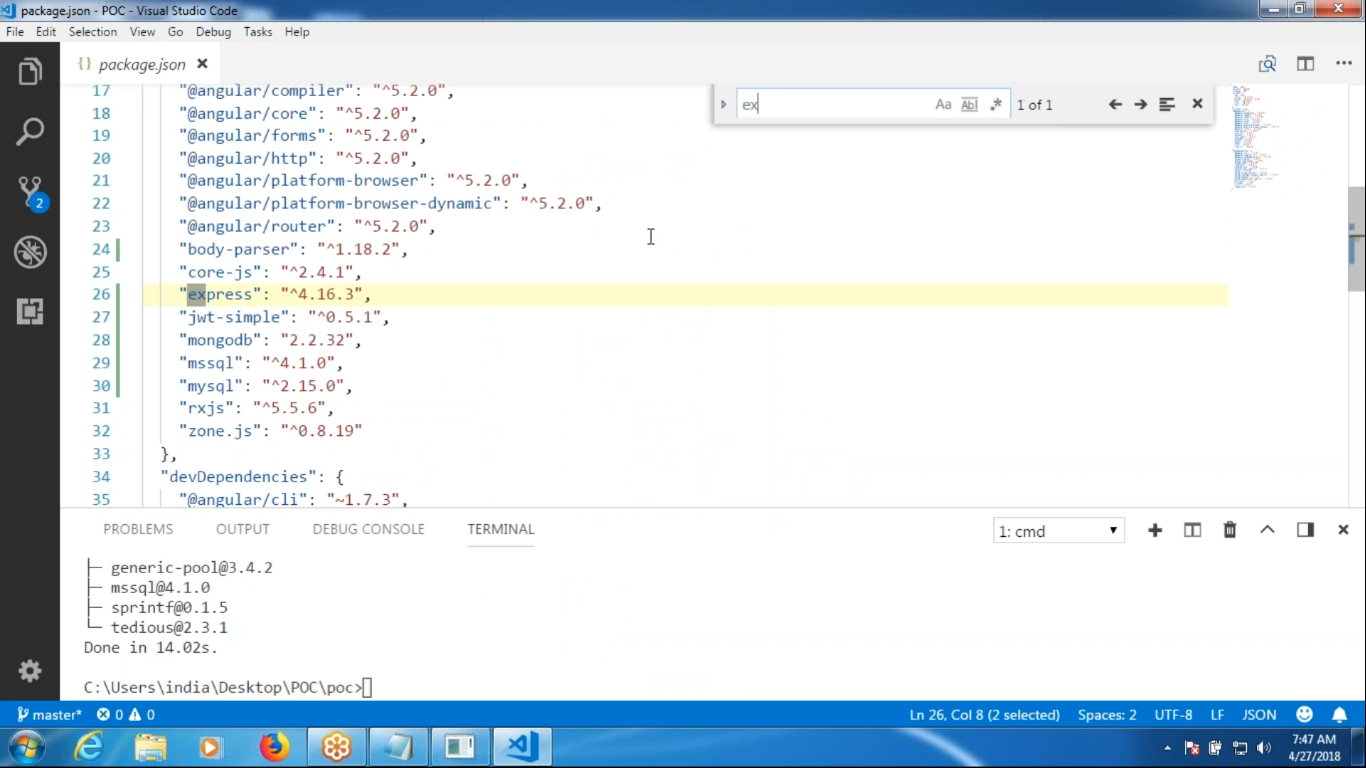 package.json - POC - Visual Studio Code
File Edit Selection View Go Debug Tasks Help
{} package.json
17 "@angular/compiler": "^5.2.0",
18 "@angular/core": "^5.2.0",
19 "@angular/forms": "^5.2.0",
20 "@angular/http": "^5.2.0",
21 "@angular/platform-browser": "^5.2.0",
22 "@angular/platform-browser-dynamic": "^5.2.0",
23 "@angular/router": "^5.2.0",
24 "body-parser": "^1.18.2",
25 "core-js": "^2.4.1",
26 "express": "^4.16.3",
27 "jwt-simple": "^0.5.1",
28 "mongodb": "2.2.32",
29 "mssql": "^4.1.0",
30 "mysql": "^2.15.0",
31 "rxjs": "^5.5.6",
32 "zone.js": "^0.8.19"
33 },
34 "devDependencies": {
35 "@angular/cli": "~1.7.3",
ex Aa Abl .* 1 of 1
2
PROBLEMS OUTPUT DEBUG CONSOLE TERMINAL 1: cmd
├─ generic-pool@3.4.2
├─ mssql@4.1.0
├─ sprintf@0.1.5
└─ tedious@2.3.1
Done in 14.02s.
C:\Users\india\Desktop\POC\poc>
master* 0 0 Ln 26, Col 8 (2 selected) Spaces: 2 UTF-8 LF JSON
7:47 AM
4/27/2018